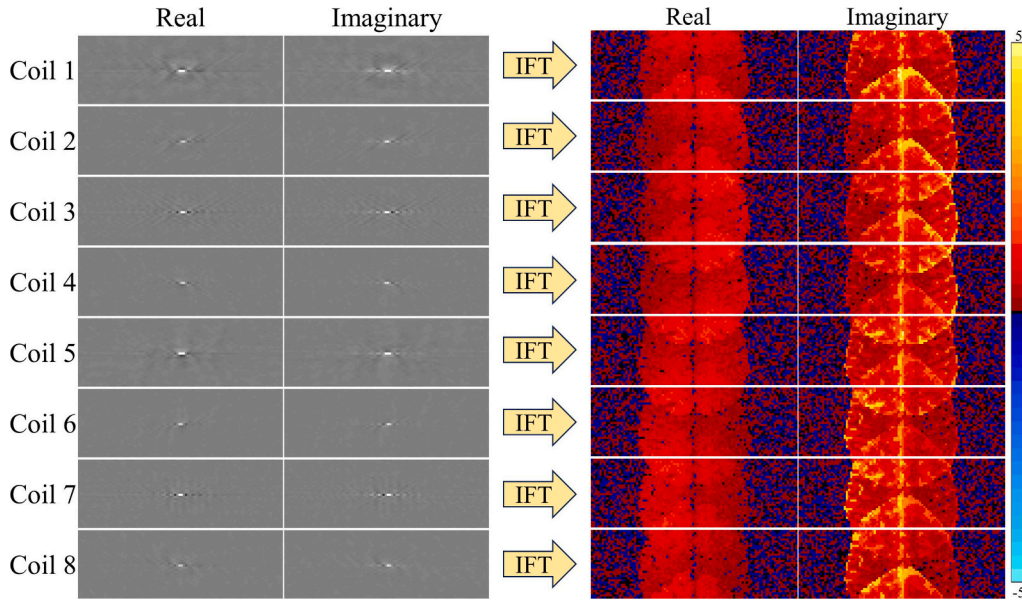 Real Imaginary Real Imaginary
5
Coil 1 IFT
Coil 2 IFT
Coil 3 IFT
Coil 4 IFT
Coil 5 IFT
Coil 6 IFT
Coil 7 IFT
Coil 8 IFT
-5